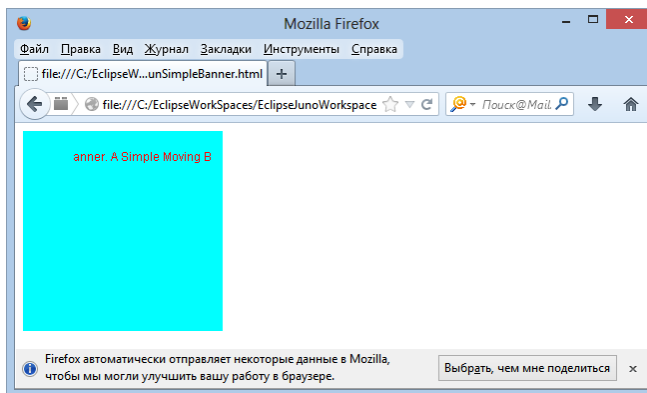 Mozilla Firefox
Файл Правка Вид Журнал Закладки Инструменты Справка
file:///C:/EclipseW...unSimpleBanner.html
file:///C:/EclipseWorkSpaces/EclipseJunoWorkspace
Поиск@Mail.
anner. A Simple Moving B
Firefox автоматически отправляет некоторые данные в Mozilla,
чтобы мы могли улучшить вашу работу в браузере.
Выбрать, чем мне поделиться